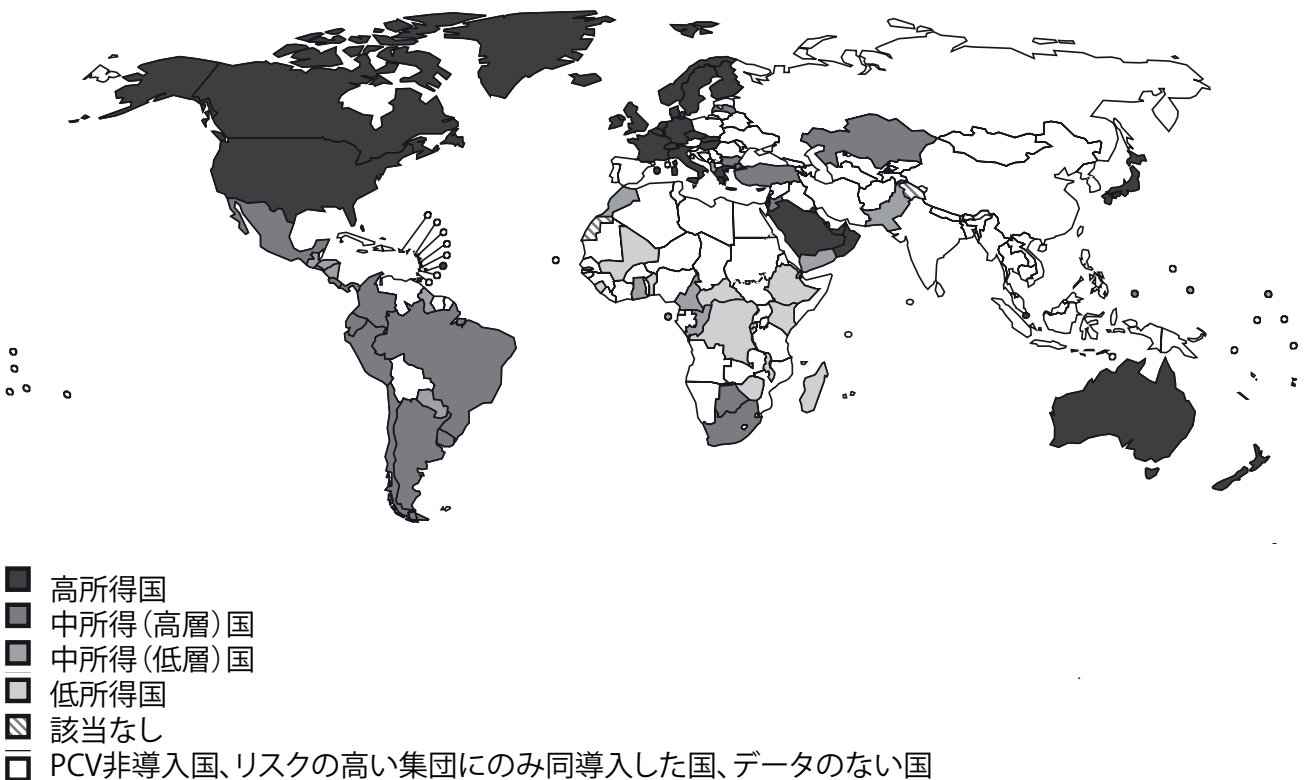 高所得国
中所得（高層）国
中所得（低層）国
低所得国
該当なし
PCV非導入国、リスクの高い集団にのみ同導入した国、データのない国